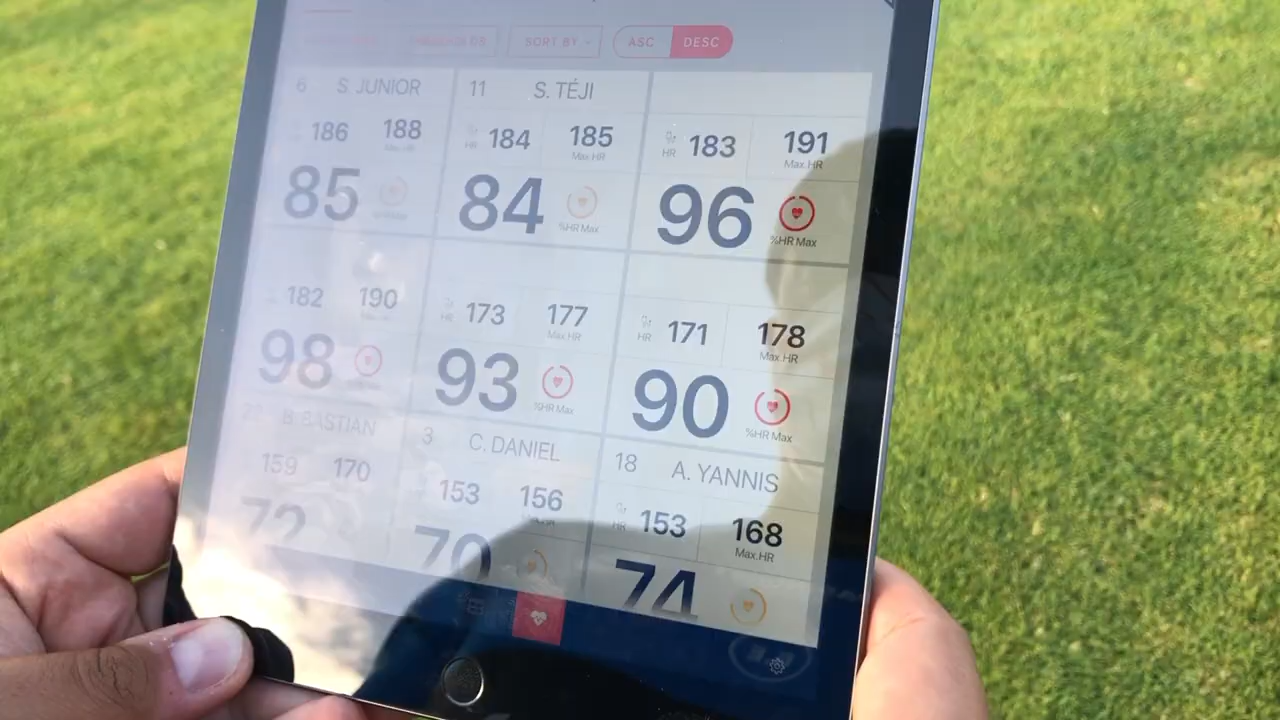 SORT BY ASC DESC
6 S. JUNIOR 11 S. TÉJI
186 188 HR 184 185 HR 183 191
Max.HR Max.HR Max.HR
85 84 96
%HR Max %HR Max
182 190 HR 173 177 HR 171 178
Max.HR Max.HR
98 93 90
%HR Max %HR Max
22 B. BASTIAN 3 C. DANIEL 18 A. YANNIS
159 170 153 156 HR 153 168
Max.HR
72 70 74